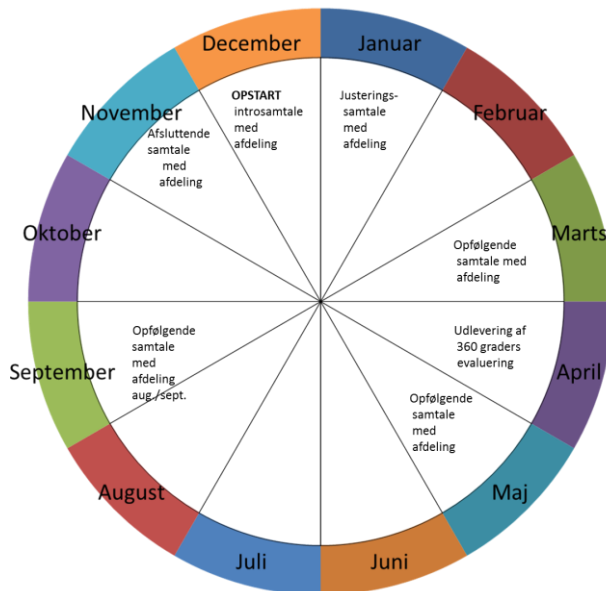 December
Januar
Februar
Marts
April
Maj
Juni
Juli
August
September
Oktober
November
OPSTART
introsamtale
med
afdeling
Justerings-
samtale
med
afdeling
Opfølgende
samtale med
afdeling
Udlevering af
360 graders
evaluering
Opfølgende
samtale
med
afdeling
Opfølgende
samtale
med
afdeling
aug./sept.
Afsluttende
samtale
med
afdeling